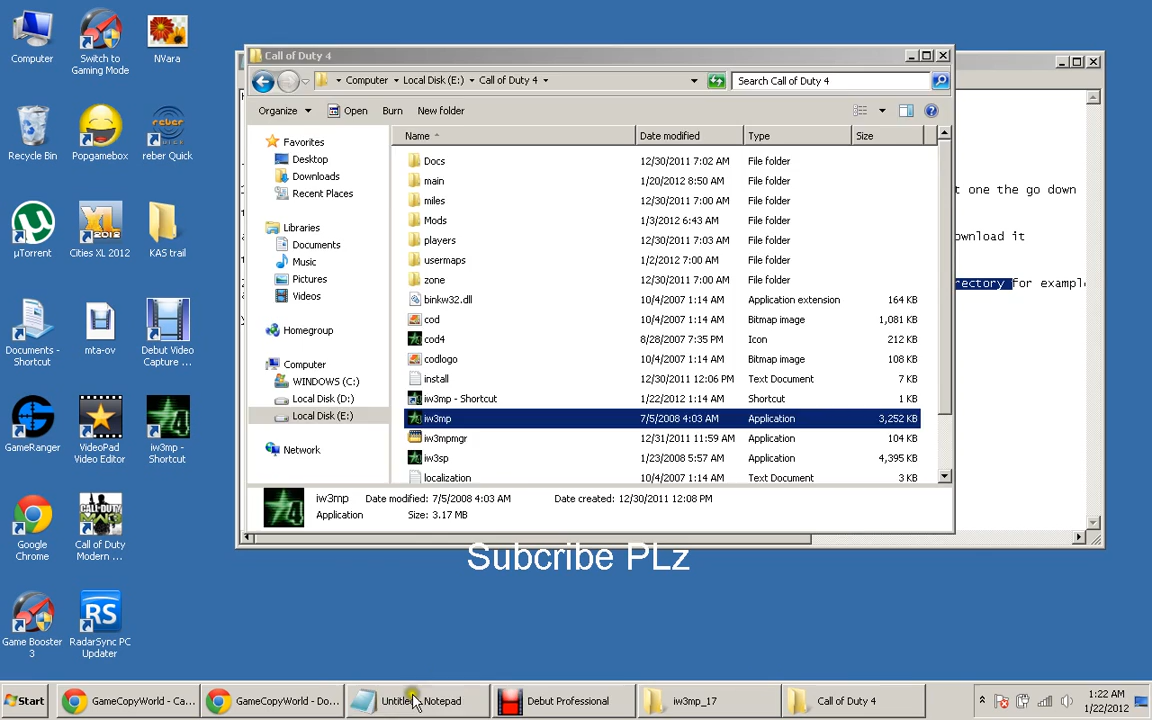 Computer
Switch to
Gaming Mode
NVara
Recycle Bin
Popgamebox
reber Quick
µTorrent
Cities XL 2012
KAS trail
Documents -
Shortcut
mta-ov
Debut Video
Capture ...
GameRanger
VideoPad
Video Editor
iw3mp -
Shortcut
Google
Chrome
Call of Duty
Modern ...
Game Booster
3
RadarSync PC
Updater
Call of Duty 4
Computer Local Disk (E:) Call of Duty 4
Search Call of Duty 4
Organize Open Burn New folder
Favorites
Desktop
Downloads
Recent Places
Libraries
Documents
Music
Pictures
Videos
Homegroup
Computer
WINDOWS (C:)
Local Disk (D:)
Local Disk (E:)
Network
Name Date modified Type Size
Docs 12/30/2011 7:02 AM File folder
main 1/20/2012 8:50 AM File folder
miles 12/30/2011 7:00 AM File folder
Mods 1/3/2012 6:43 AM File folder
players 12/30/2011 7:03 AM File folder
usermaps 1/2/2012 7:00 AM File folder
zone 12/30/2011 7:00 AM File folder
binkw32.dll 10/4/2007 1:14 AM Application extension 164 KB
cod 10/4/2007 1:14 AM Bitmap image 1,081 KB
cod4 8/28/2007 7:35 PM Icon 212 KB
codlogo 10/4/2007 1:14 AM Bitmap image 108 KB
install 12/30/2011 12:06 PM Text Document 7 KB
iw3mp - Shortcut 1/22/2012 1:14 AM Shortcut 1 KB
iw3mp 7/5/2008 4:03 AM Application 3,252 KB
iw3mpmgr 12/31/2011 11:59 AM Application 104 KB
iw3sp 1/23/2008 5:57 AM Application 4,395 KB
localization 10/4/2007 1:14 AM Text Document 3 KB
iw3mp Date modified: 7/5/2008 4:03 AM Date created: 12/30/2011 12:08 PM
Application Size: 3.17 MB
t one the go down
ownload it
rectory for exampl
Subcribe PLz
Start
GameCopyWorld - Ca...
GameCopyWorld - Do...
Untitled - Notepad
Debut Professional
iw3mp_17
Call of Duty 4
1:22 AM
1/22/2012